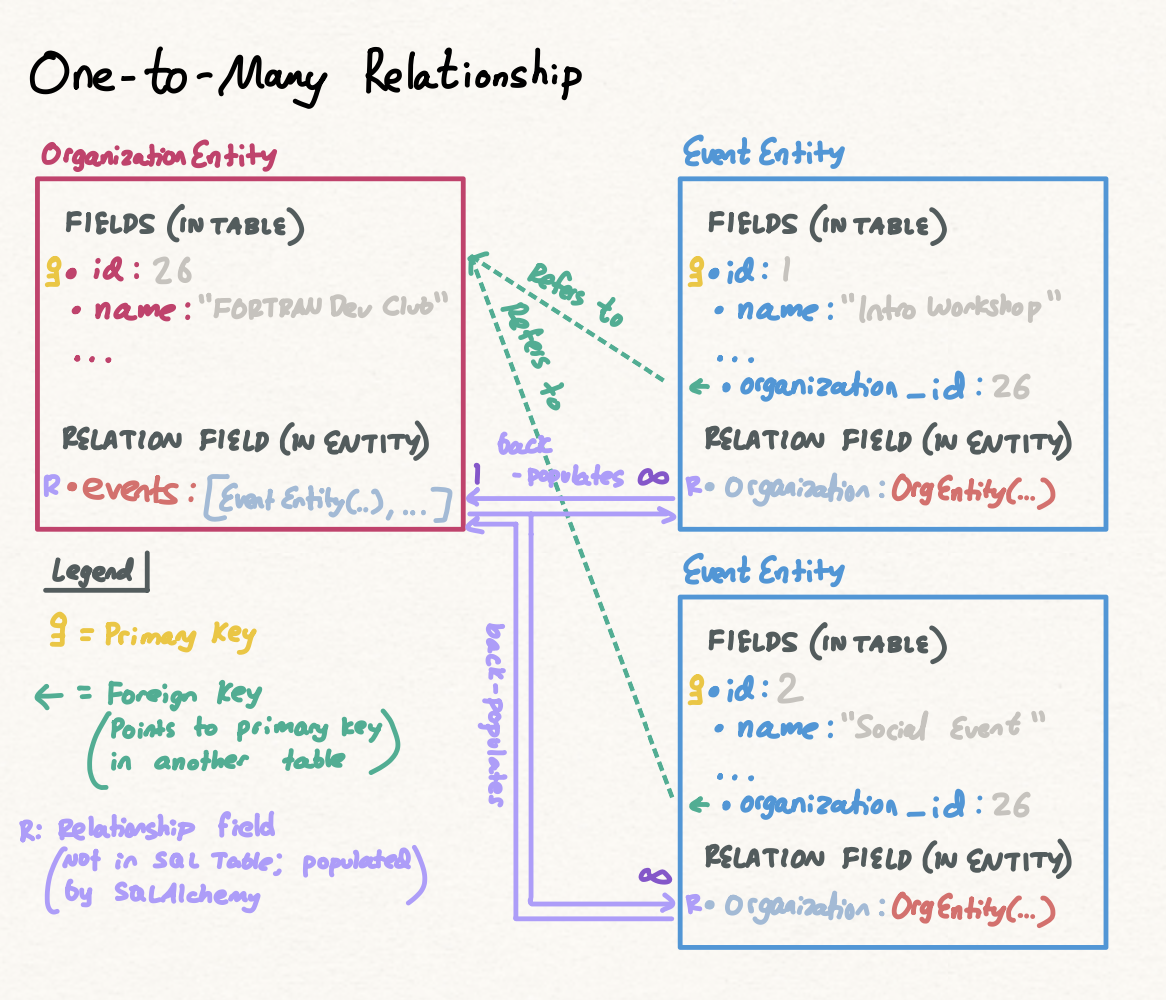 One-to-Many Relationship
Organization Entity
FIELDS (IN TABLE)
• id: 26
• name: "FORTRAN Dev Club"
...
RELATION FIELD (IN ENTITY)
R • events: [Event Entity(..), ...]
Refers to
Refers to
back
-populates
1
∞
back-populates
∞
Event Entity
FIELDS (IN TABLE)
• id: 1
• name: "Intro Workshop"
...
← • organization_id: 26
RELATION FIELD (IN ENTITY)
R • Organization: OrgEntity(...)
Event Entity
FIELDS (IN TABLE)
• id: 2
• name: "Social Event"
...
← • organization_id: 26
RELATION FIELD (IN ENTITY)
R • Organization: OrgEntity(...)
Legend
= Primary Key
← = Foreign Key
(Points to primary key
in another table)
R: Relationship field
(Not in SQL Table; populated
by SQLAlchemy)